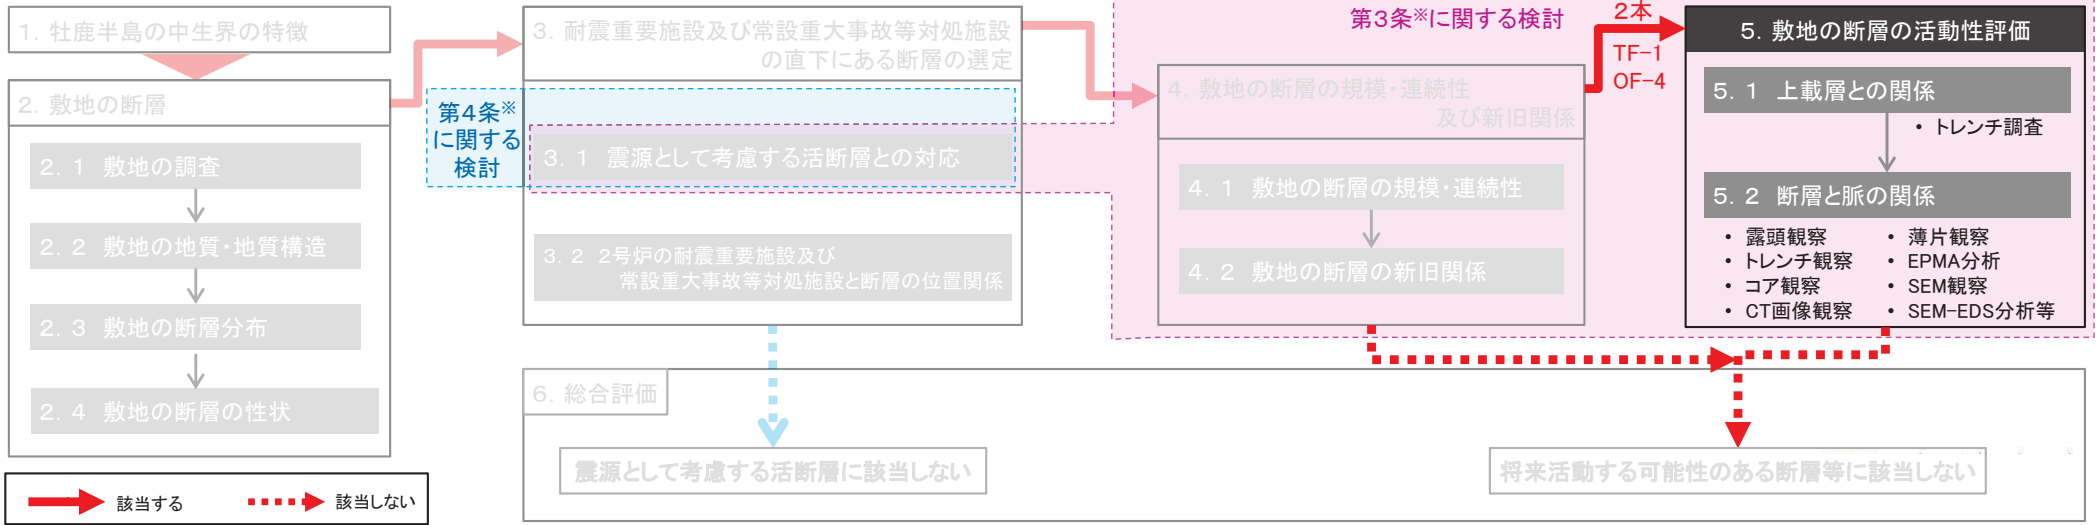 1. 牡鹿半島の中生界の特徴
2. 敷地の断層
2. 1 敷地の調査
2. 2 敷地の地質・地質構造
2. 3 敷地の断層分布
2. 4 敷地の断層の性状
該当する
該当しない
3. 耐震重要施設及び常設重大事故等対処施設
の直下にある断層の選定
第4条※
に関する
検討
3. 1 震源として考慮する活断層との対応
3. 2 2号炉の耐震重要施設及び
常設重大事故等対処施設と断層の位置関係
第3条※に関する検討
4. 敷地の断層の規模・連続性
及び新旧関係
4. 1 敷地の断層の規模・連続性
4. 2 敷地の断層の新旧関係
2本
TF-1
OF-4
5. 敷地の断層の活動性評価
5. 1 上載層との関係
• トレンチ調査
5. 2 断層と脈の関係
• 露頭観察
• トレンチ観察
• コア観察
• CT画像観察
• 薄片観察
• EPMA分析
• SEM観察
• SEM-EDS分析等
6. 総合評価
震源として考慮する活断層に該当しない
将来活動する可能性のある断層等に該当しない